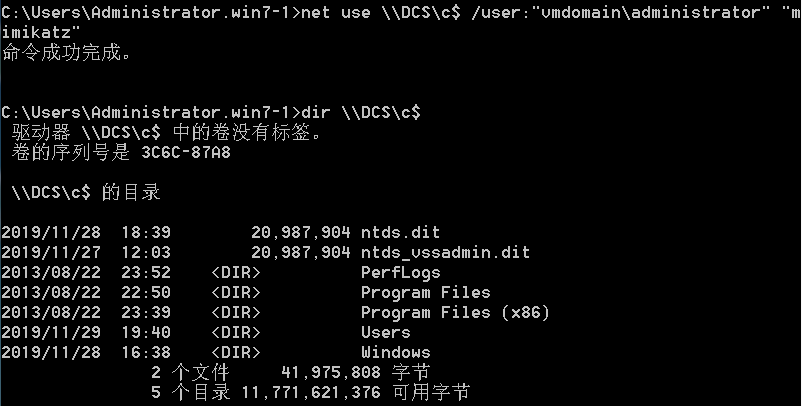 C:\Users\Administrator.win7-1>net use \\DCS\c$ /user:"vmdomain\administrator" "m
imikatz"
命令成功完成。
C:\Users\Administrator.win7-1>dir \\DCS\c$
驱动器 \\DCS\c$ 中的卷没有标签。
卷的序列号是 3C6C-87A8
\\DCS\c$ 的目录
2019/11/28  18:39        20,987,904 ntds.dit
2019/11/27  12:03        20,987,904 ntds_vssadmin.dit
2013/08/22  23:52    <DIR>          PerfLogs
2013/08/22  22:50    <DIR>          Program Files
2013/08/22  23:39    <DIR>          Program Files (x86)
2019/11/29  19:40    <DIR>          Users
2019/11/28  16:38    <DIR>          Windows
2 个文件     41,975,808 字节
5 个目录 11,771,621,376 可用字节